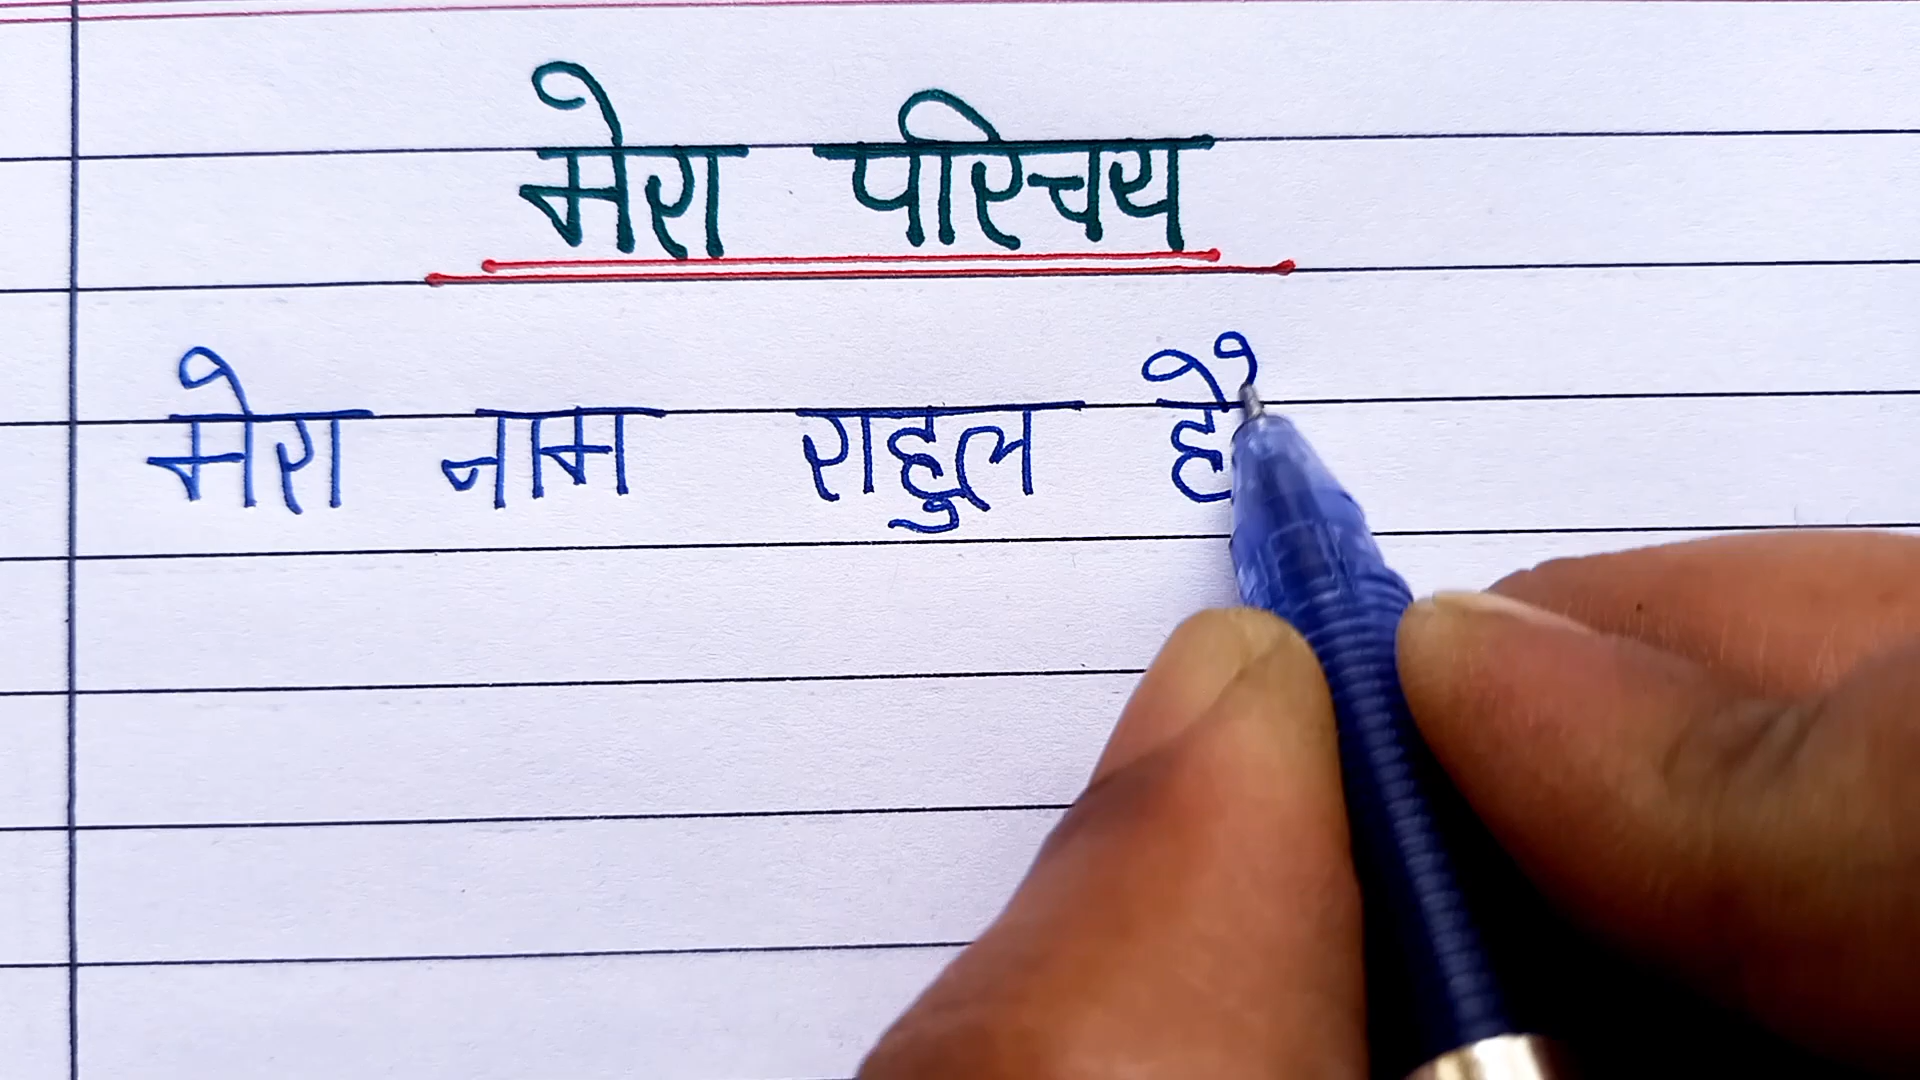 मेरा परिचय
मेरा नाम राहुल है